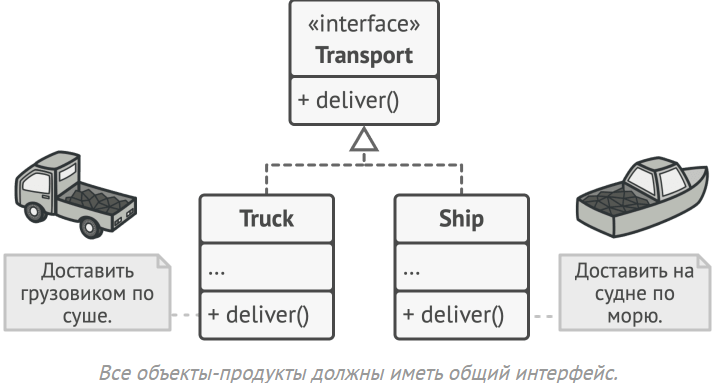 «interface»
Transport
+ deliver()
Truck
...
+ deliver()
Ship
...
+ deliver()
Доставить
грузовиком по
суше.
Доставить на
судне по
морю.
Все объекты-продукты должны иметь общий интерфейс.